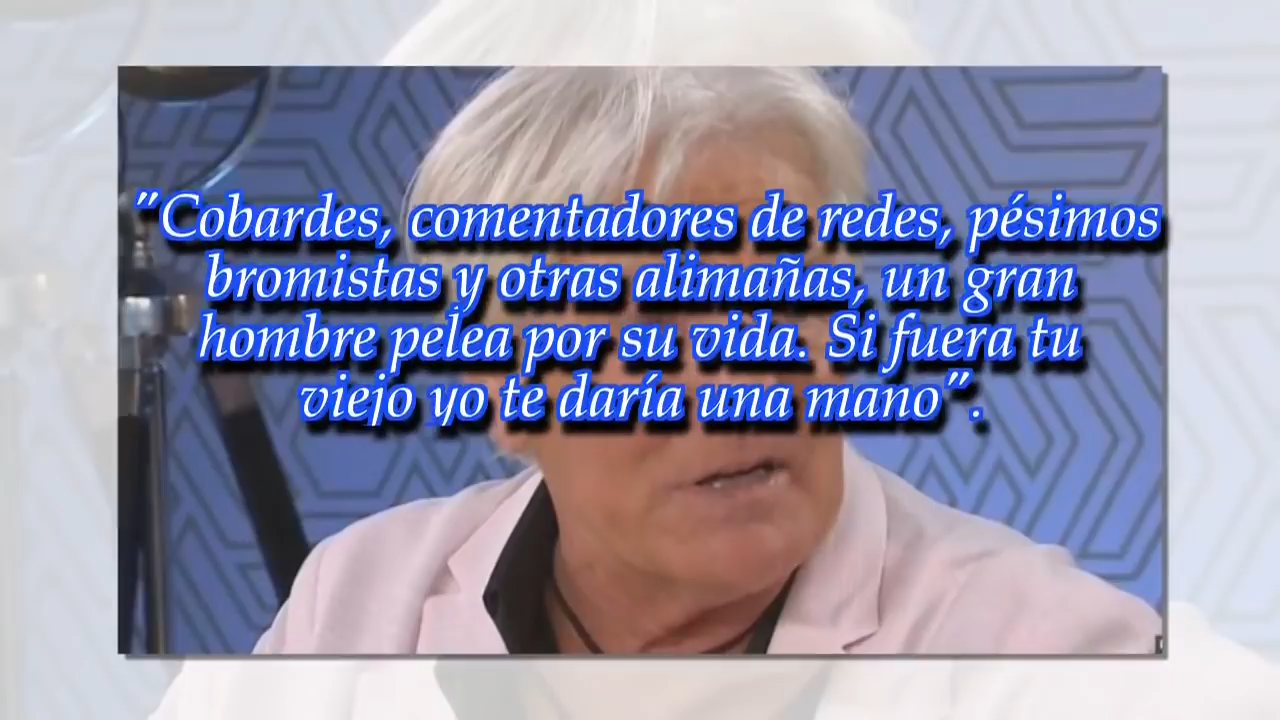 "Cobardes, comentadores de redes, pésimos
bromistas y otras alimañas, un gran
hombre pelea por su vida. Si fuera tu
viejo yo te daría una mano".